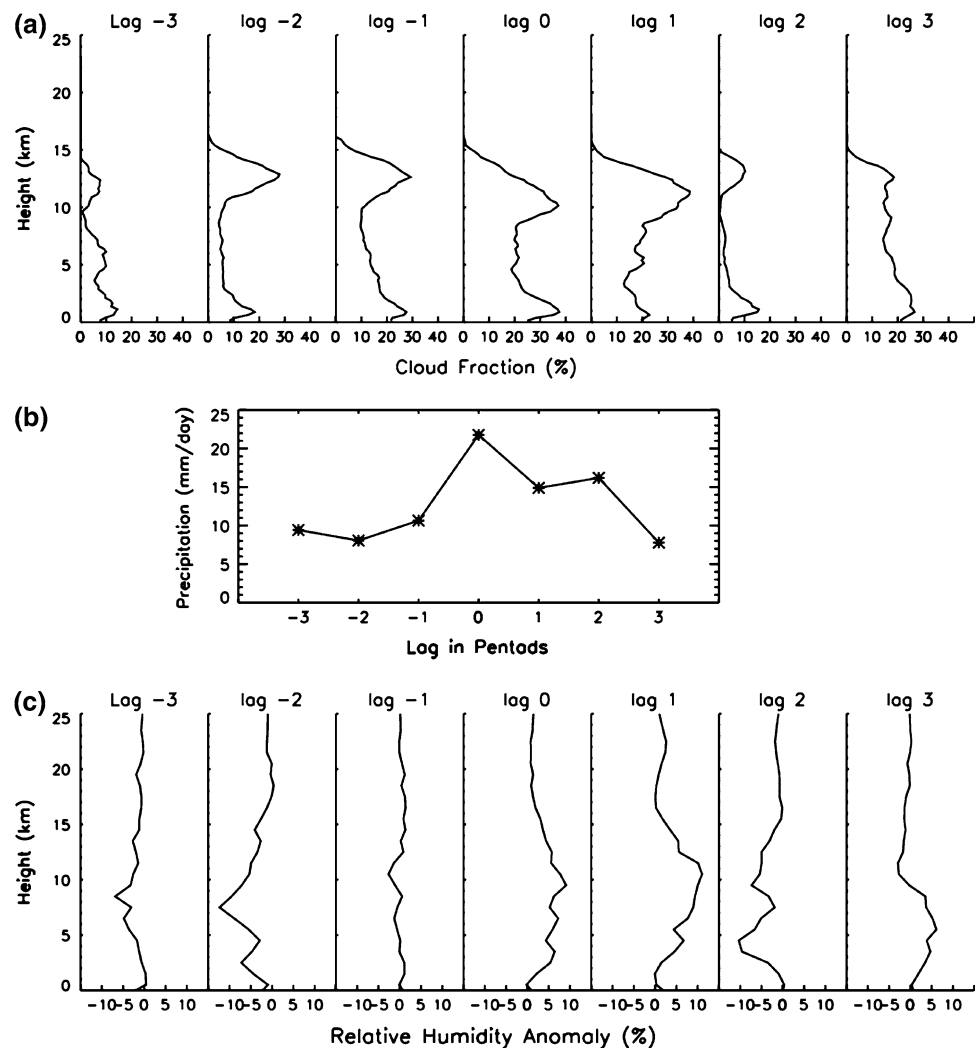 (a) Lag -3 lag -2 lag -1 lag 0 lag 1 lag 2 lag 3
25
20
15
10
5
0
Height (km)
0 10 20 30 40 0 10 20 30 40 0 10 20 30 40 0 10 20 30 40 0 10 20 30 40 0 10 20 30 40 0 10 20 30 40
Cloud Fraction (%)
(b)
25
20
15
10
5
0
Precipitation (mm/day)
-3 -2 -1 0 1 2 3
Lag in Pentads
(c) Lag -3 lag -2 lag -1 lag 0 lag 1 lag 2 lag 3
25
20
15
10
5
0
Height (km)
-10-5 0 5 10 -10-5 0 5 10 -10-5 0 5 10 -10-5 0 5 10 -10-5 0 5 10 -10-5 0 5 10 -10-5 0 5 10
Relative Humidity Anomaly (%)